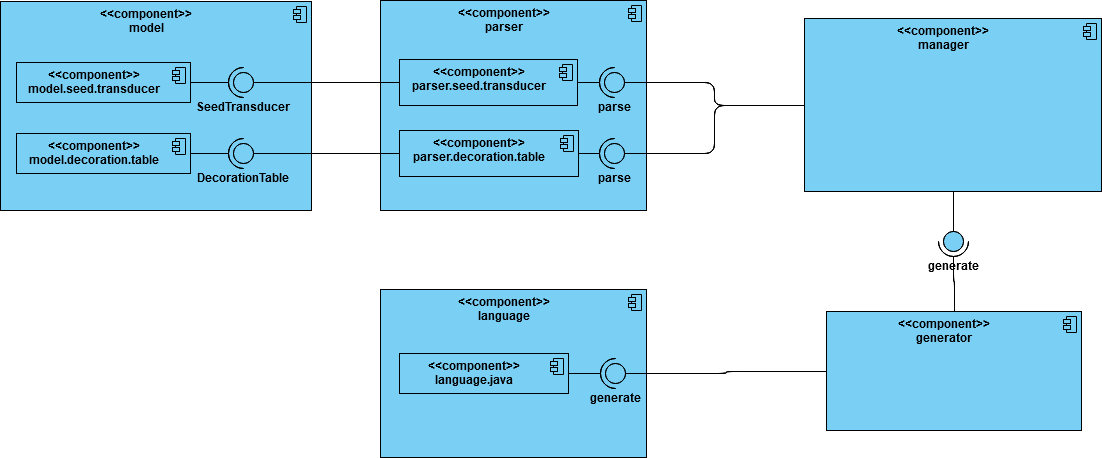 <<component>>
model
<<component>>
model.seed.transducer
SeedTransducer
<<component>>
model.decoration.table
DecorationTable
<<component>>
parser
<<component>>
parser.seed.transducer
parse
<<component>>
parser.decoration.table
parse
<<component>>
manager
generate
<<component>>
language
<<component>>
language.java
generate
<<component>>
generator